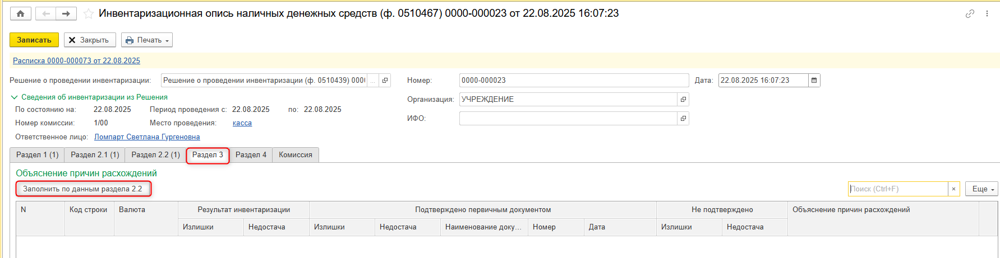 Инвентаризационная опись наличных денежных средств (ф. 0510467) 0000-000023 от 22.08.2025 16:07:23
Записать Закрыть Печать
Расписка 0000-000073 от 22.08.2025
Решение о проведении инвентаризации: Решение о проведении инвентаризации (ф. 0510439) 000 ... Номер: 0000-000023 Дата: 22.08.2025 16:07:23
Сведения об инвентаризации из Решения
Организация: УЧРЕЖДЕНИЕ
По состоянию на: 22.08.2025 Период проведения с: 22.08.2025 по: 22.08.2025
ИФО:
Номер комиссии: 1/00 Место проведения: касса
Ответственное лицо: Ломпарт Светлана Гургеновна
Раздел 1 (1) Раздел 2.1 (1) Раздел 2.2 (1) Раздел 3 Раздел 4 Комиссия
Объяснение причин расхождений
Заполнить по данным раздела 2.2 Поиск (Ctrl+F) × Еще
N Код строки Валюта Результат инвентаризации Подтверждено первичным документом Не подтверждено Объяснение причин расхождений
Излишки Недостача Излишки Недостача Наименование доку... Номер Дата Излишки Недостача